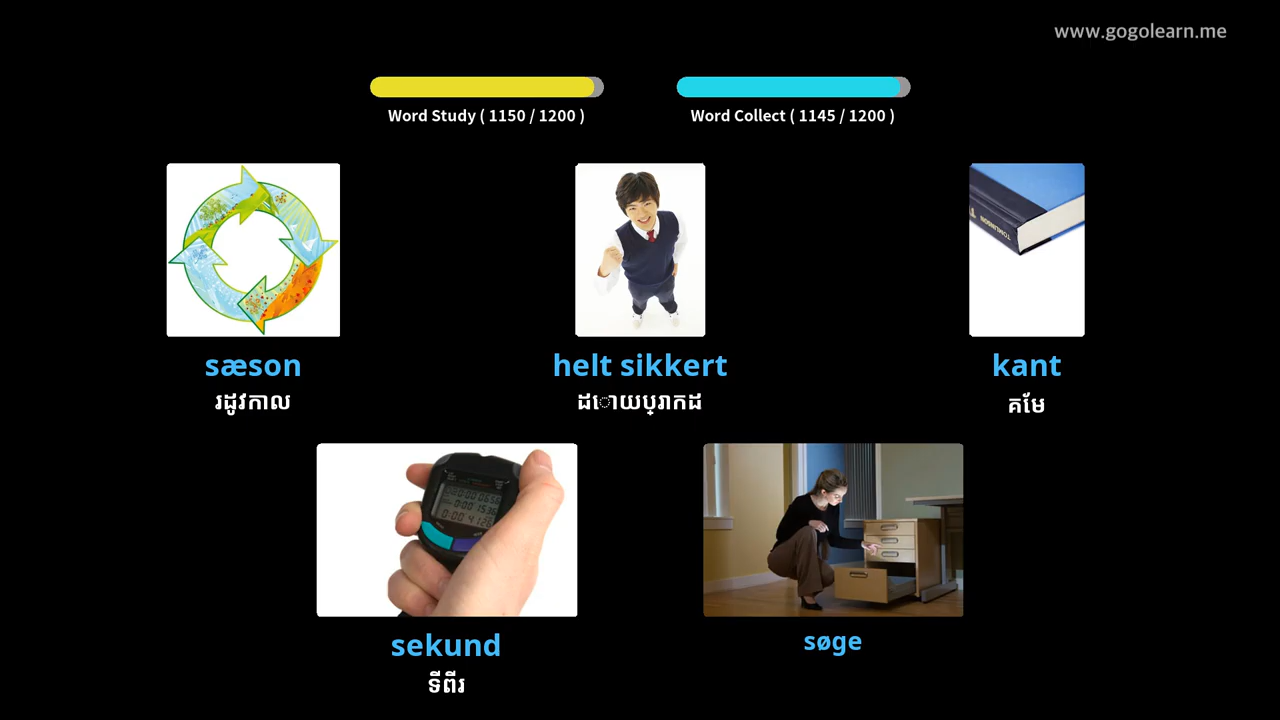 www.gogolearn.me
Word Study ( 1150 / 1200 )
Word Collect ( 1145 / 1200 )
sæson
helt sikkert
kant
រដូវកាល
ដោយប្រាកដ
គមែ
sekund
søge
ទីពីរ